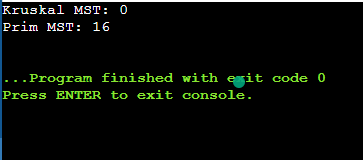 Kruskal MST: 0
Prim MST: 16
...Program finished with exit code 0
Press ENTER to exit console.